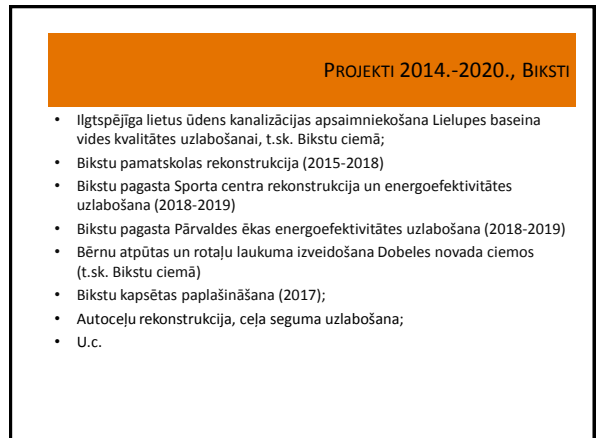 PROJEKTI 2014.-2020., BIKSTI
• Ilgtspējīga lietus ūdens kanalizācijas apsaimniekošana Lielupes baseina
vides kvalitātes uzlabošanai, t.sk. Bikstu ciemā;
• Bikstu pamatskolas rekonstrukcija (2015-2018)
• Bikstu pagasta Sporta centra rekonstrukcija un energoefektivitātes
uzlabošana (2018-2019)
• Bikstu pagasta Pārvaldes ēkas energoefektivitātes uzlabošana (2018-2019)
• Bērnu atpūtas un rotaļu laukuma izveidošana Dobeles novada ciemos
(t.sk. Bikstu ciemā)
• Bikstu kapsētas paplašināšana (2017);
• Autoceļu rekonstrukcija, ceļa seguma uzlabošana;
• U.c.